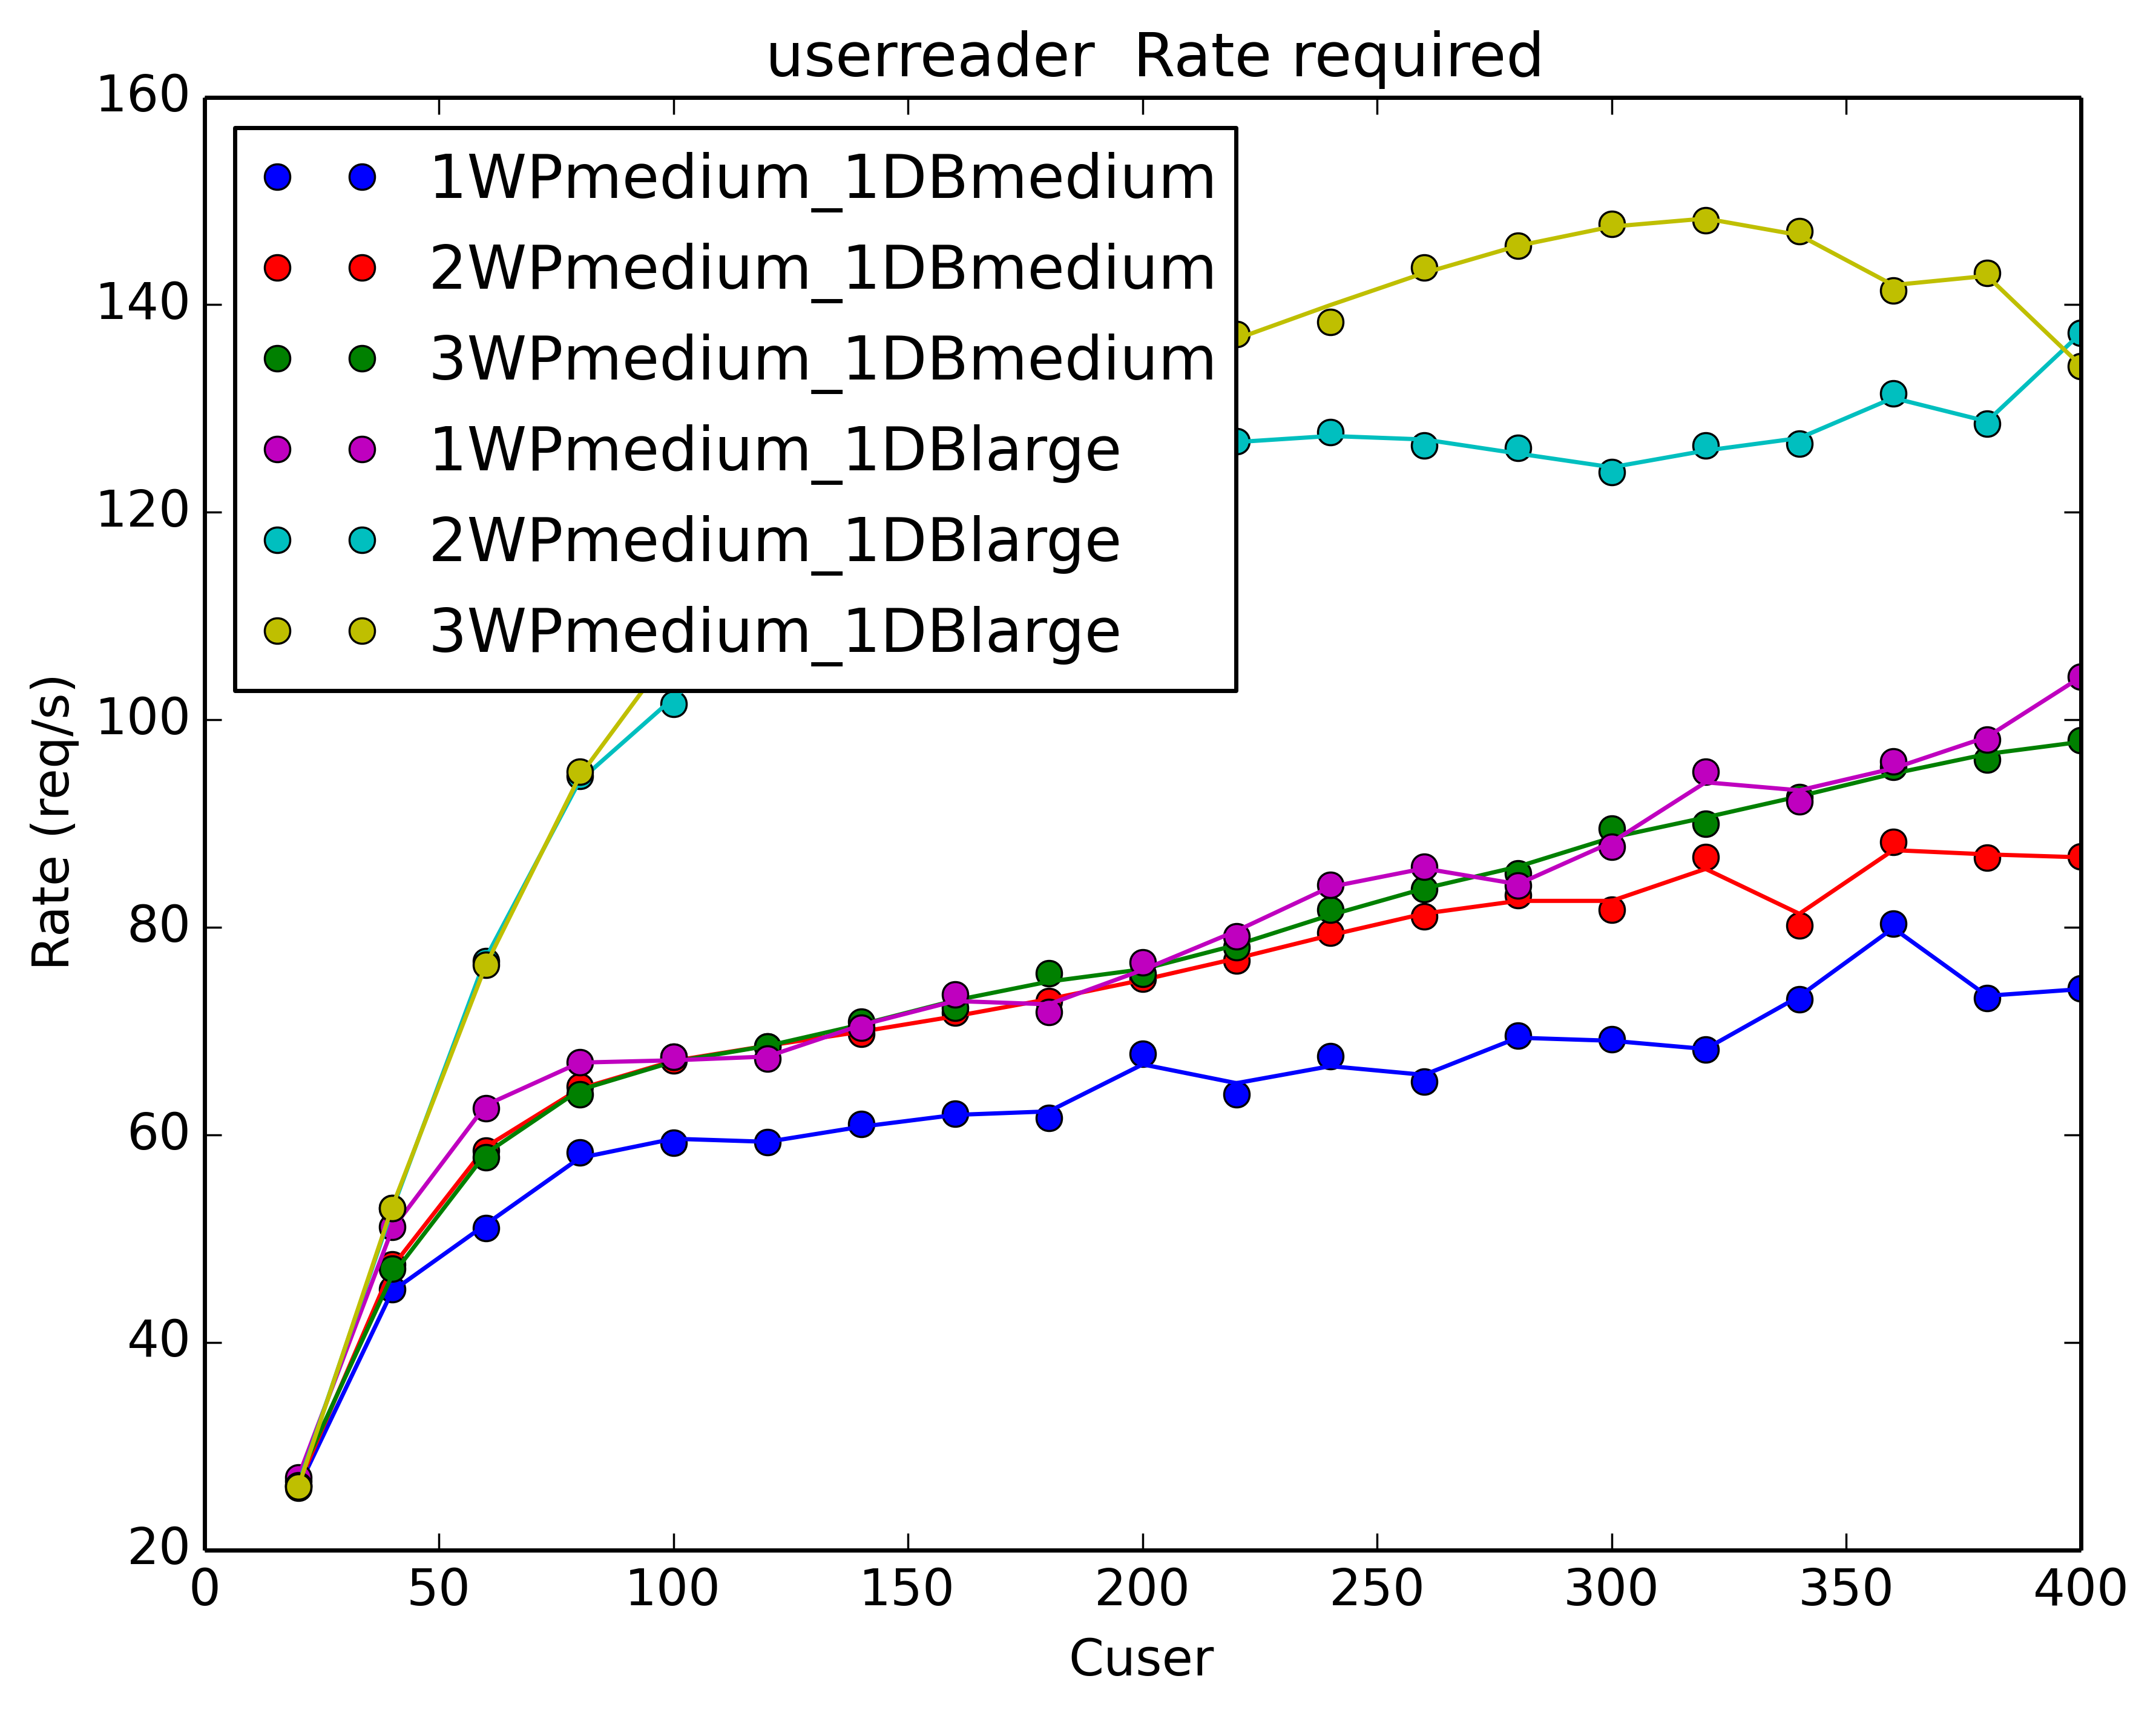 userreader  Rate required
160
140
120
100
80
60
40
20
Rate (req/s)
1WPmedium_1DBmedium
2WPmedium_1DBmedium
3WPmedium_1DBmedium
1WPmedium_1DBlarge
2WPmedium_1DBlarge
3WPmedium_1DBlarge
0 50 100 150 200 250 300 350 400
Cuser